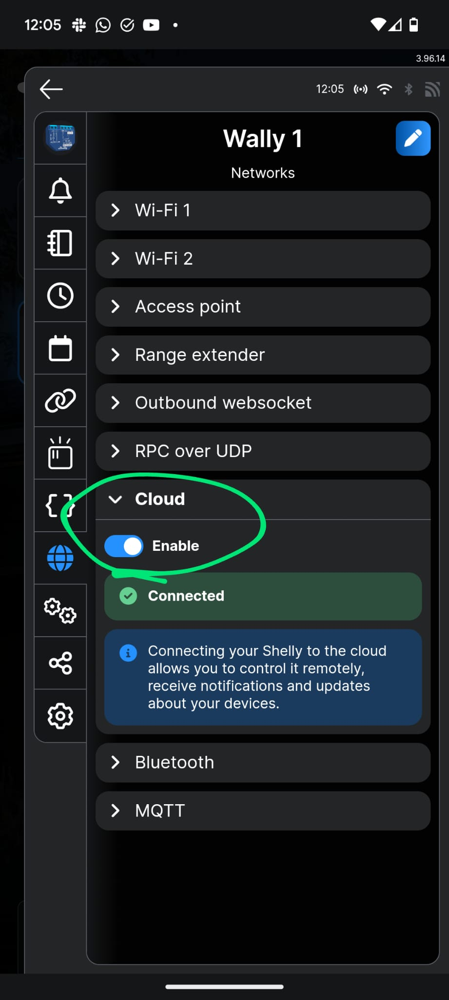 12:05
3.96.14
12:05
Wally 1
Networks
Wi-Fi 1
Wi-Fi 2
Access point
Range extender
Outbound websocket
RPC over UDP
Cloud
Enable
Connected
Connecting your Shelly to the cloud
allows you to control it remotely,
receive notifications and updates
about your devices.
Bluetooth
MQTT